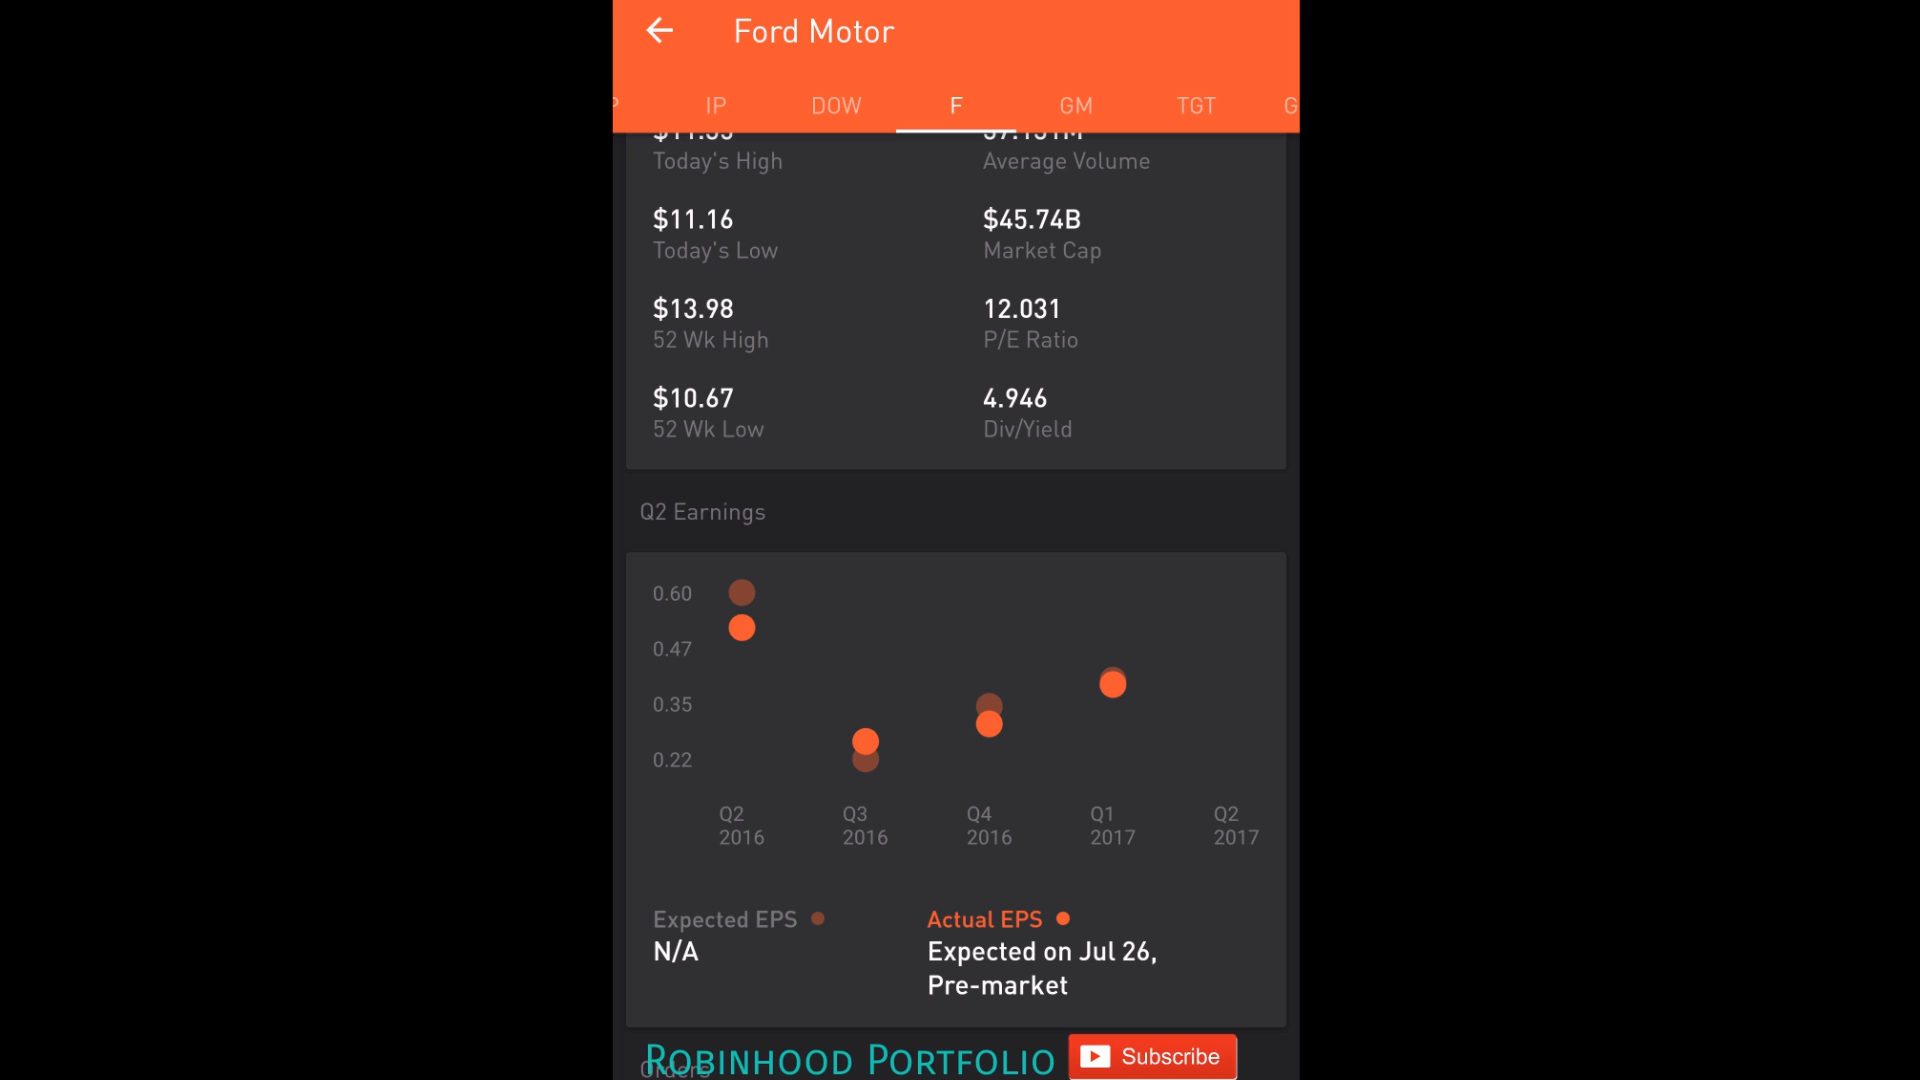 Ford Motor
IP DOW F GM TGT G
Today's High Average Volume
$11.16 $45.74B
Today's Low Market Cap
$13.98 12.031
52 Wk High P/E Ratio
$10.67 4.946
52 Wk Low Div/Yield
Q2 Earnings
0.60
0.47
0.35
0.22
Q2 Q3 Q4 Q1 Q2
2016 2016 2016 2017 2017
Expected EPS Actual EPS
N/A Expected on Jul 26,
Pre-market
Orders
Robinhood Portfolio Subscribe